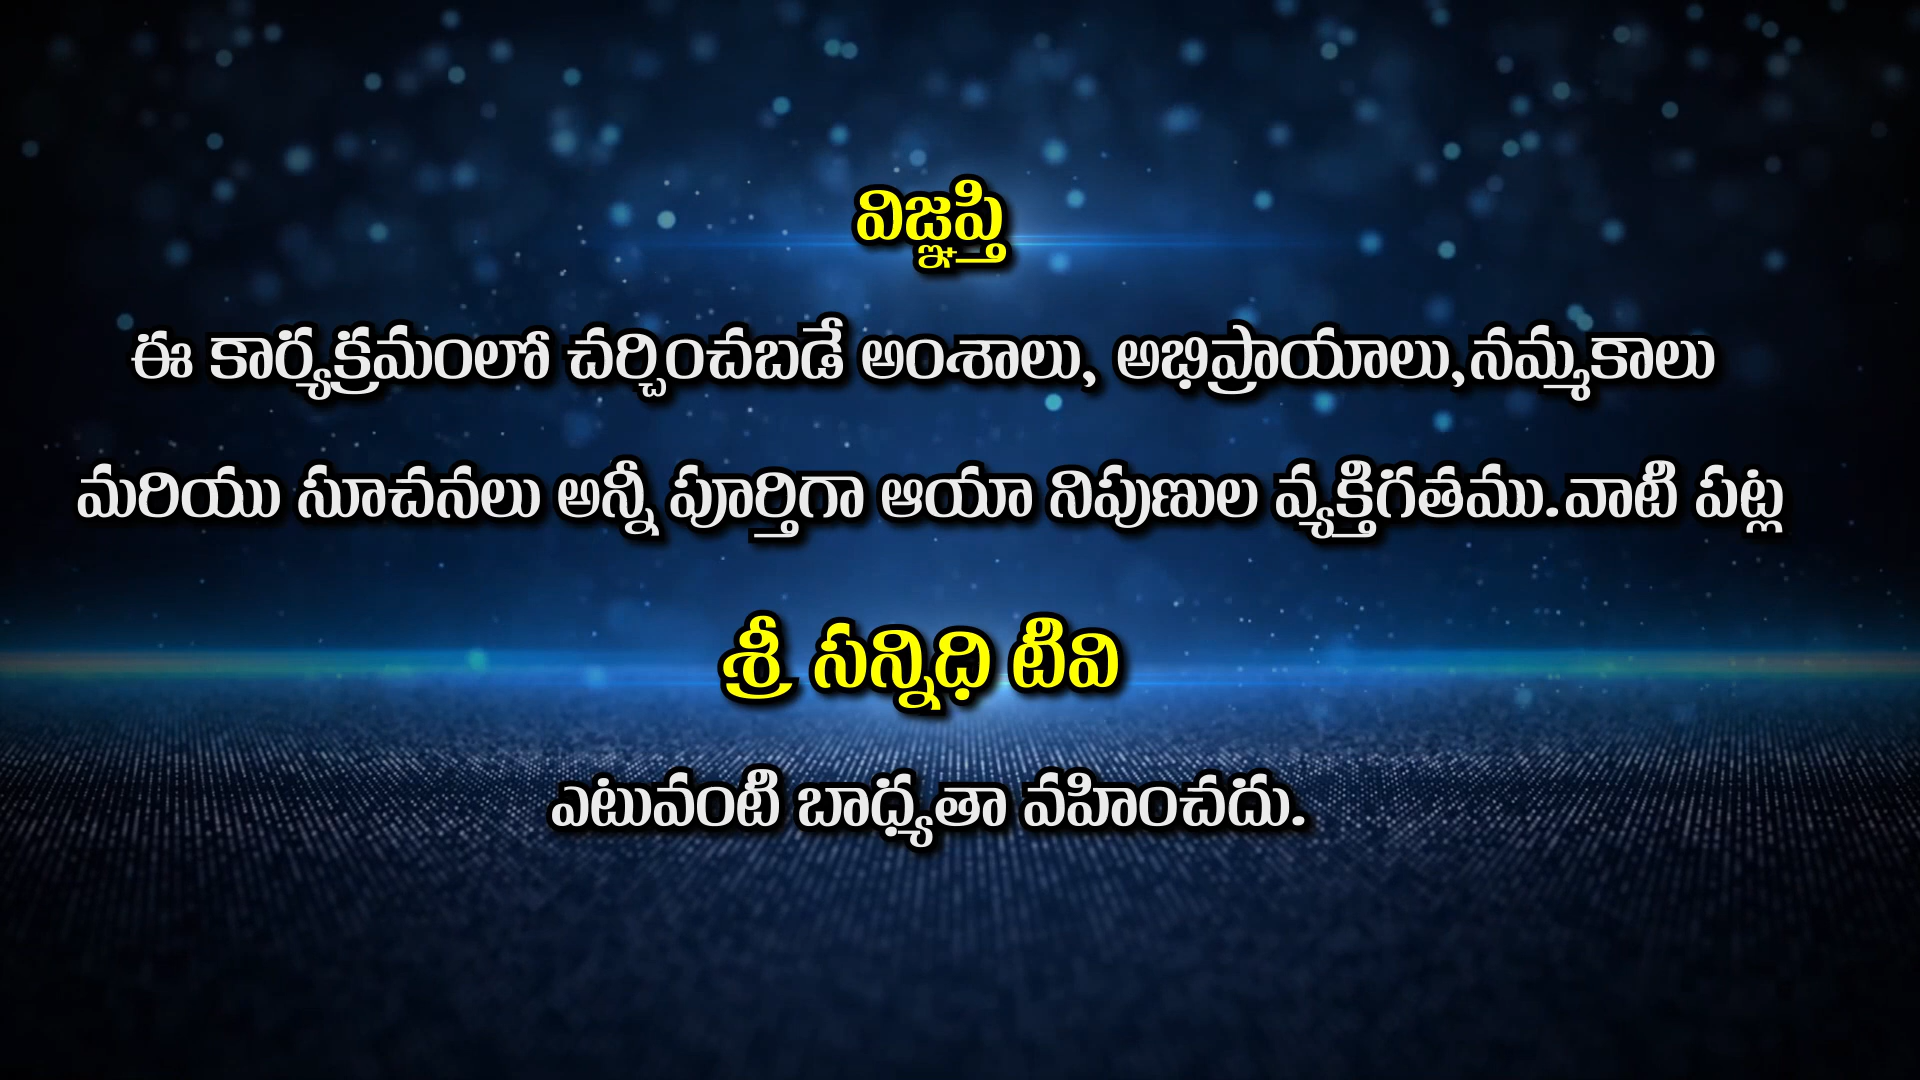 విజ్ఞప్తి
ఈ కార్యక్రమంలో చర్చించబడే అంశాలు, అభిప్రాయాలు,నమ్మకాలు
మరియు సూచనలు అన్నీ పూర్తిగా ఆయా నిపుణుల వ్యక్తిగతము.వాటి పట్ల
శ్రీ సన్నిధి టీవి
ఎటువంటి బాధ్యతా వహించదు.